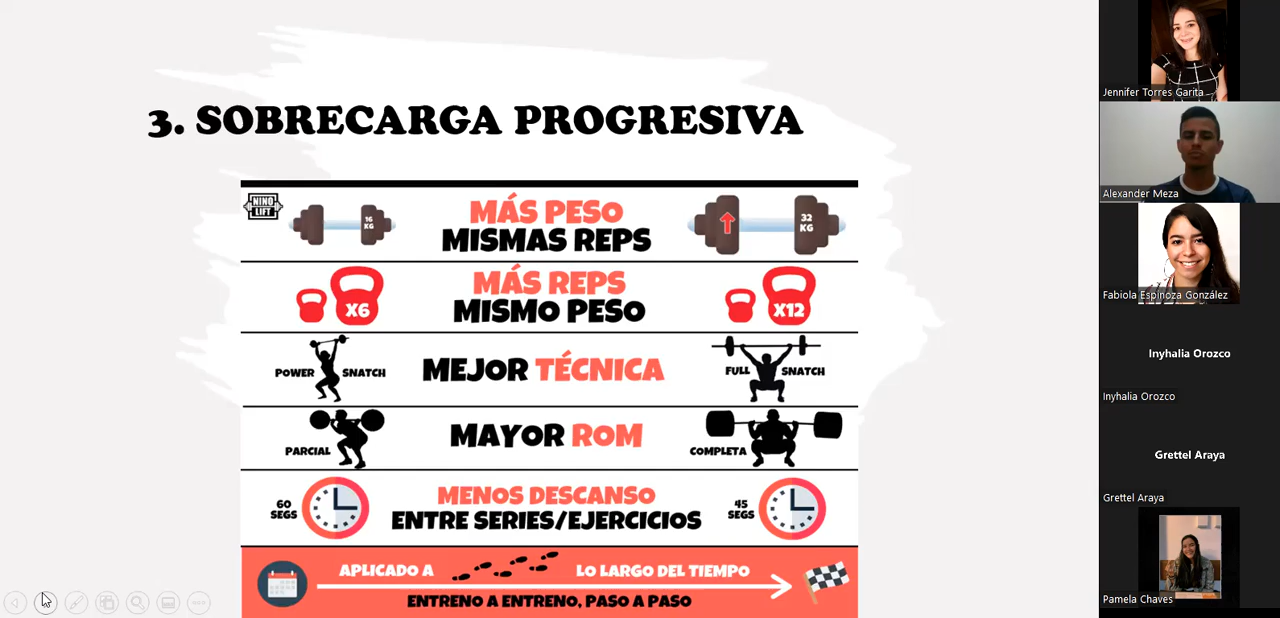 3. SOBRECARGA PROGRESIVA
NINO
LIFT
16
KG
MÁS PESO
MISMAS REPS
32
KG
X6
MÁS REPS
MISMO PESO
X12
POWER SNATCH
MEJOR TÉCNICA
FULL SNATCH
PARCIAL
MAYOR ROM
COMPLETA
60
SEGS
MENOS DESCANSO
ENTRE SERIES/EJERCICIOS
45
SEGS
APLICADO A LO LARGO DEL TIEMPO
ENTRENO A ENTRENO, PASO A PASO
Jennifer Torres Garita
Alexander Meza
Fabiola Espinoza González
Inyhalia Orozco
Inyhalia Orozco
Grettel Araya
Grettel Araya
Pamela Chaves